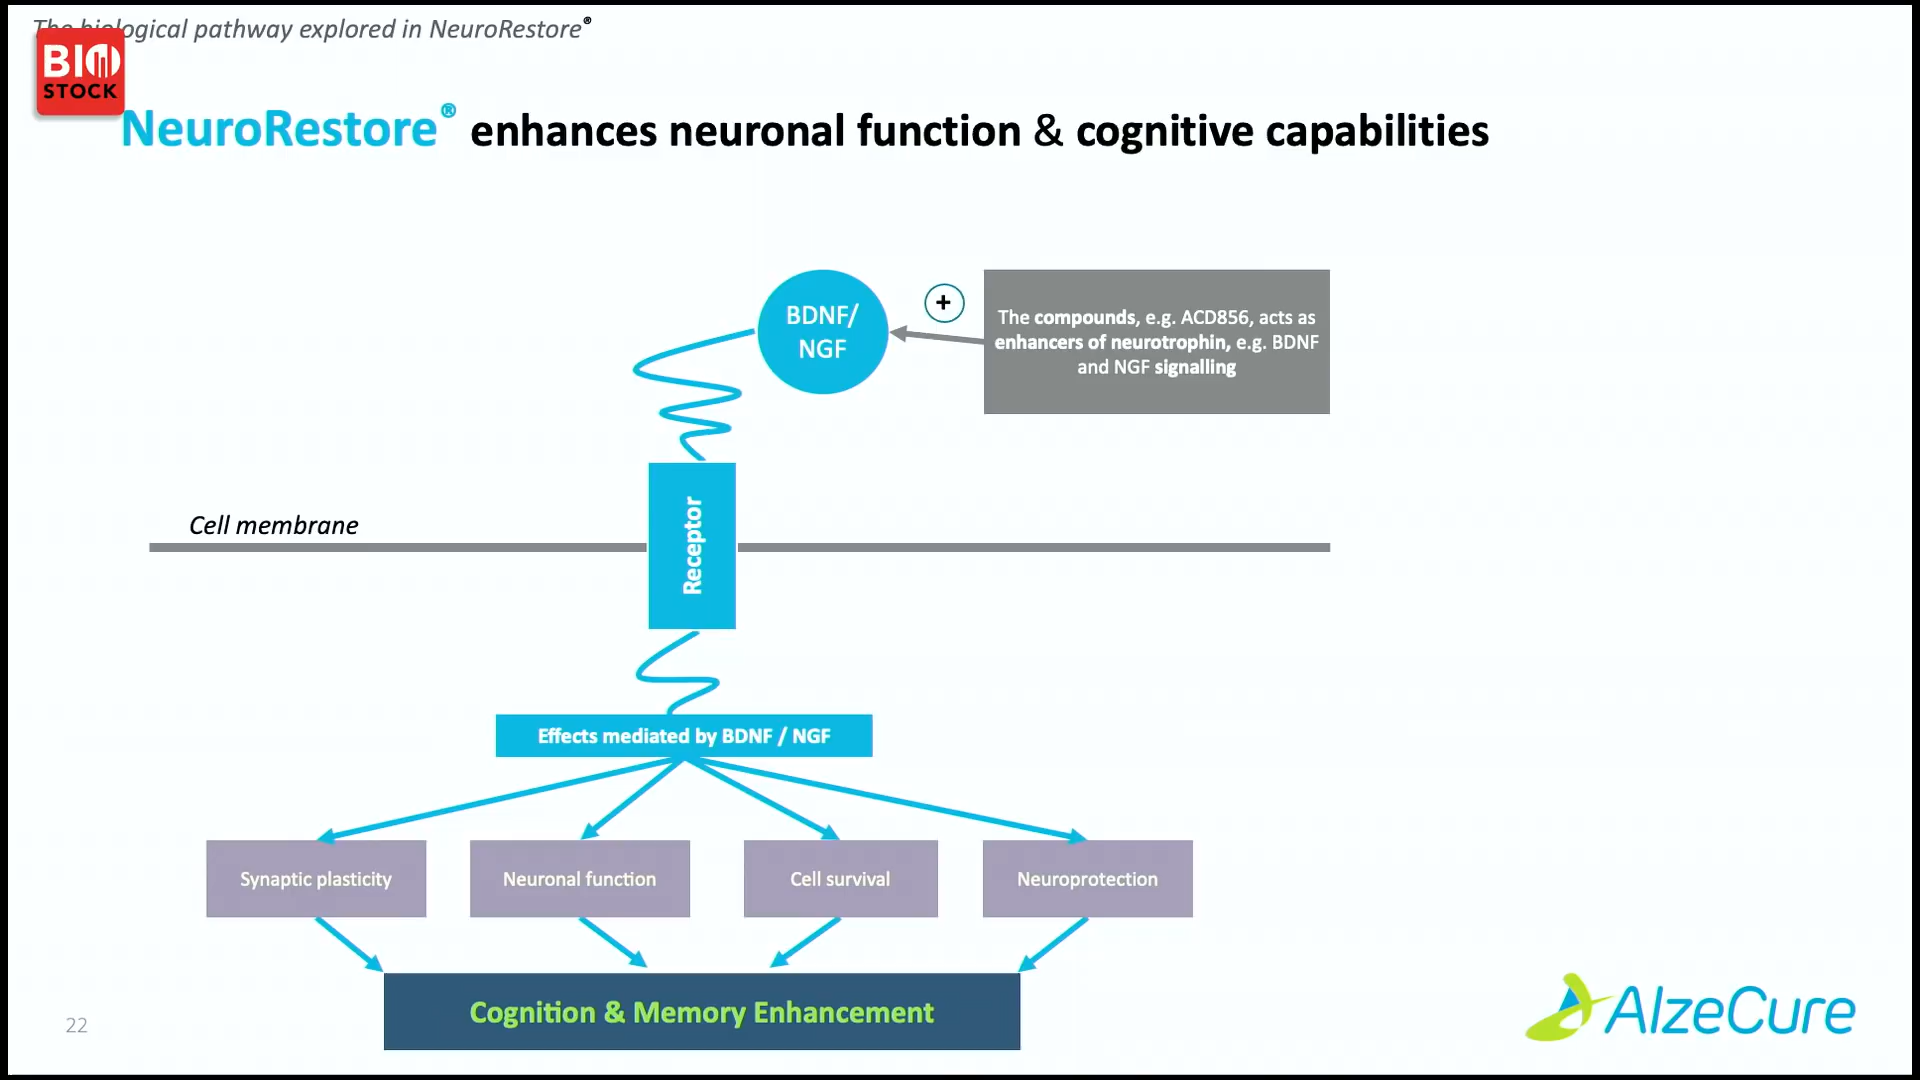 The biological pathway explored in NeuroRestore®
BIO
STOCK
NeuroRestore® enhances neuronal function & cognitive capabilities
BDNF/
NGF
+
The compounds, e.g. ACD856, acts as
enhancers of neurotrophin, e.g. BDNF
and NGF signalling
Cell membrane
Receptor
Effects mediated by BDNF / NGF
Synaptic plasticity
Neuronal function
Cell survival
Neuroprotection
Cognition & Memory Enhancement
22
AlzeCure